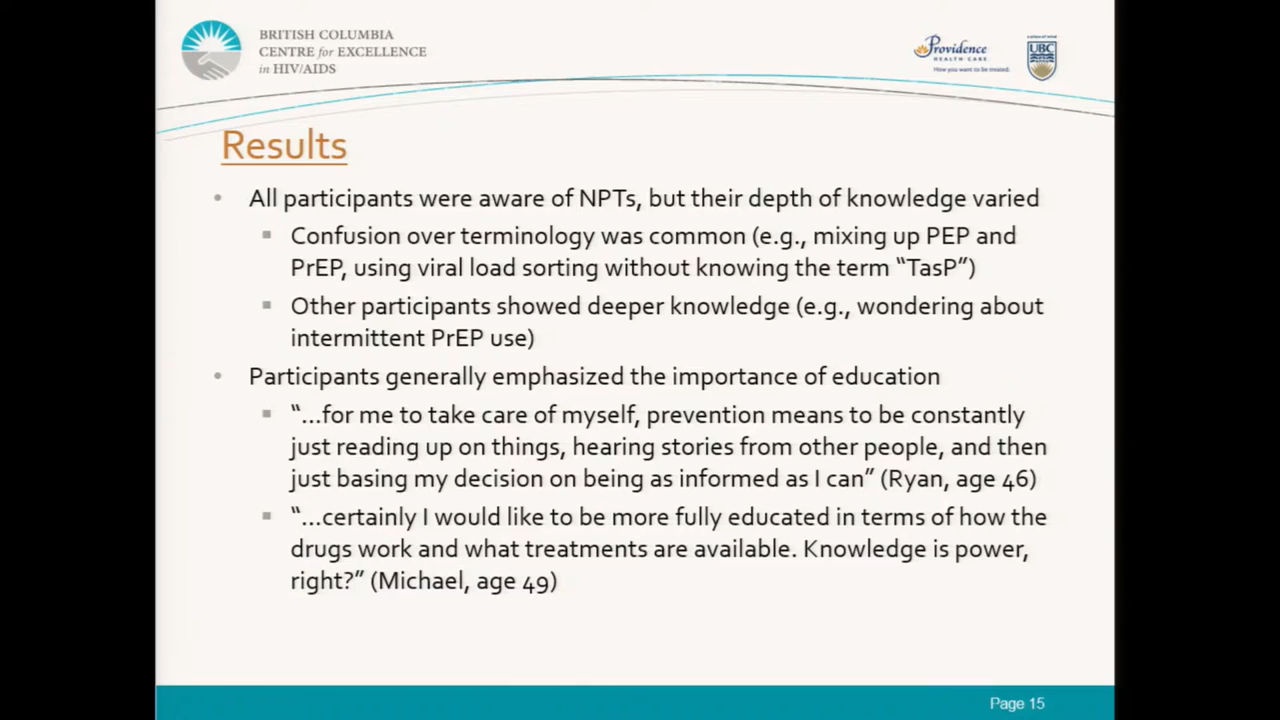 BRITISH COLUMBIA
CENTRE for EXCELLENCE
in HIV/AIDS
Providence
HEALTH CARE
How you want to be treated.
UBC
Results
• All participants were aware of NPTs, but their depth of knowledge varied
▪ Confusion over terminology was common (e.g., mixing up PEP and
PrEP, using viral load sorting without knowing the term “TasP”)
▪ Other participants showed deeper knowledge (e.g., wondering about
intermittent PrEP use)
• Participants generally emphasized the importance of education
▪ “...for me to take care of myself, prevention means to be constantly
just reading up on things, hearing stories from other people, and then
just basing my decision on being as informed as I can” (Ryan, age 46)
▪ “...certainly I would like to be more fully educated in terms of how the
drugs work and what treatments are available. Knowledge is power,
right?” (Michael, age 49)
Page 15